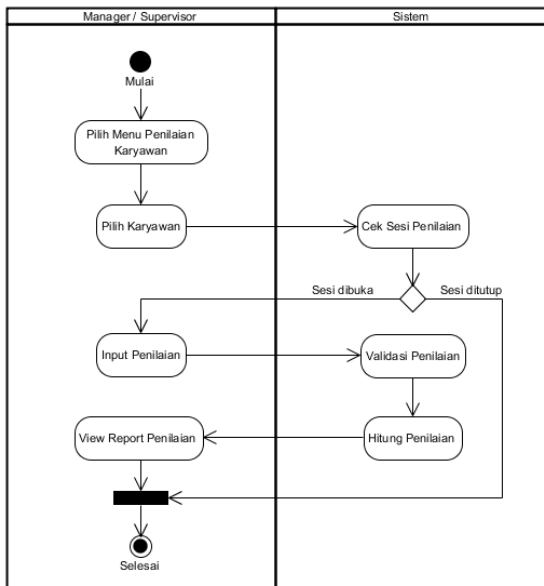 Manager / Supervisor
Sistem
Mulai
Pilih Menu Penilaian
Karyawan
Pilih Karyawan
Cek Sesi Penilaian
Sesi dibuka
Sesi ditutup
Input Penilaian
Validasi Penilaian
View Report Penilaian
Hitung Penilaian
Selesai